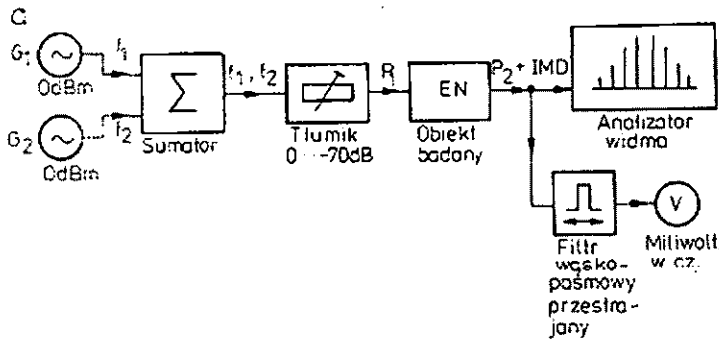 a
G1
f1
0dBm
G2
f2
0dBm
Σ
Sumator
f1, f2
Tłumik
0...-70dB
P1
EN
Obiekt
badany
P2 + IMD
Analizator
widma
Filtr
wąsko-
pasmowy
przestra-
jany
V
Miliwolt
w.cz.